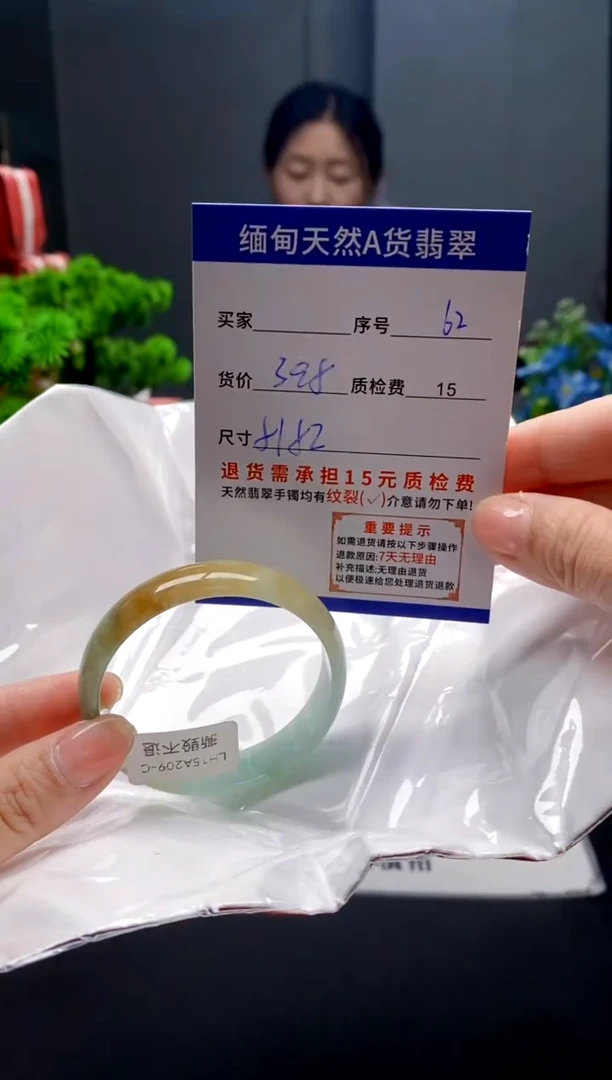 缅甸天然A货翡翠
买家 序号 62
货价 398 质检费 15
尺寸 8182
退货需承担15元质检费
天然翡翠手镯均有纹裂(√)介意请勿下单!
重要提示
如需退货请按以下步骤操作
退款原因:7天无理由
补充描述:无理由退货
以便极速给您处理退货退款
LH15A209-C
撕毁不退